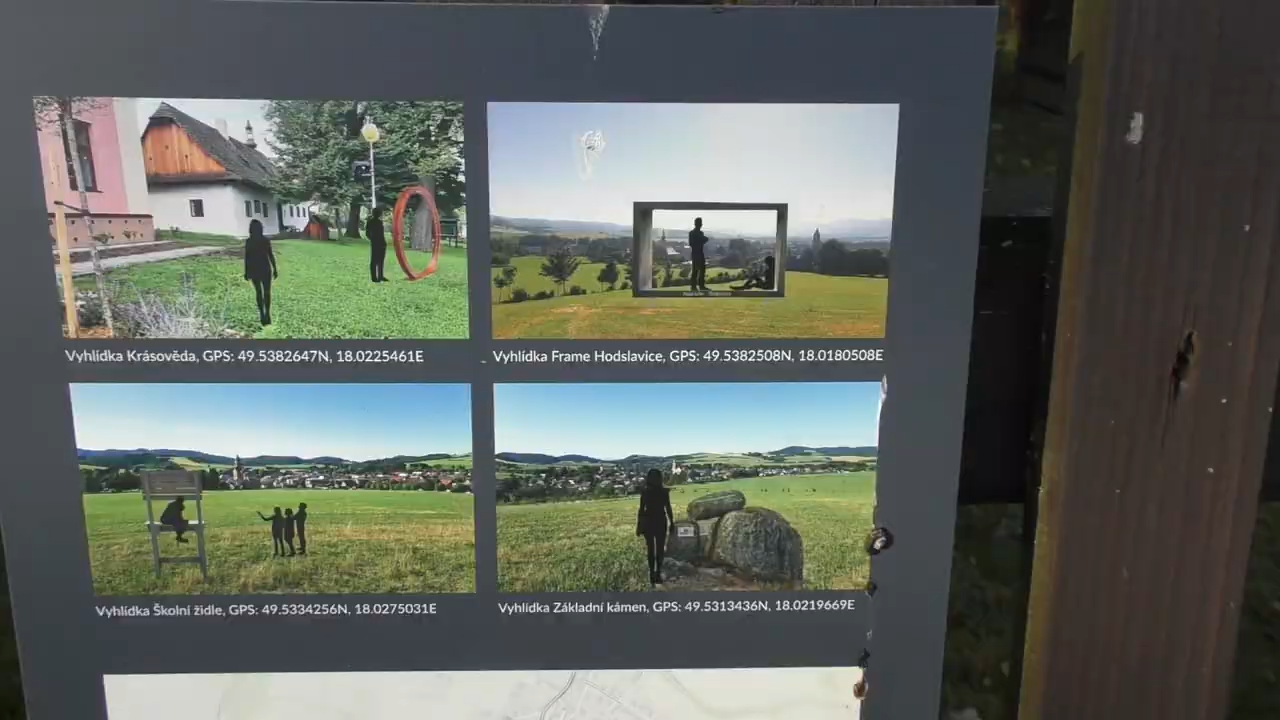 Vyhlídka Krásověda, GPS: 49.5382647N, 18.0225461E
Vyhlídka Frame Hodslavice, GPS: 49.5382508N, 18.0180508E
Vyhlídka Školní židle, GPS: 49.5334256N, 18.0275031E
Vyhlídka Základní kámen, GPS: 49.5313436N, 18.0219669E